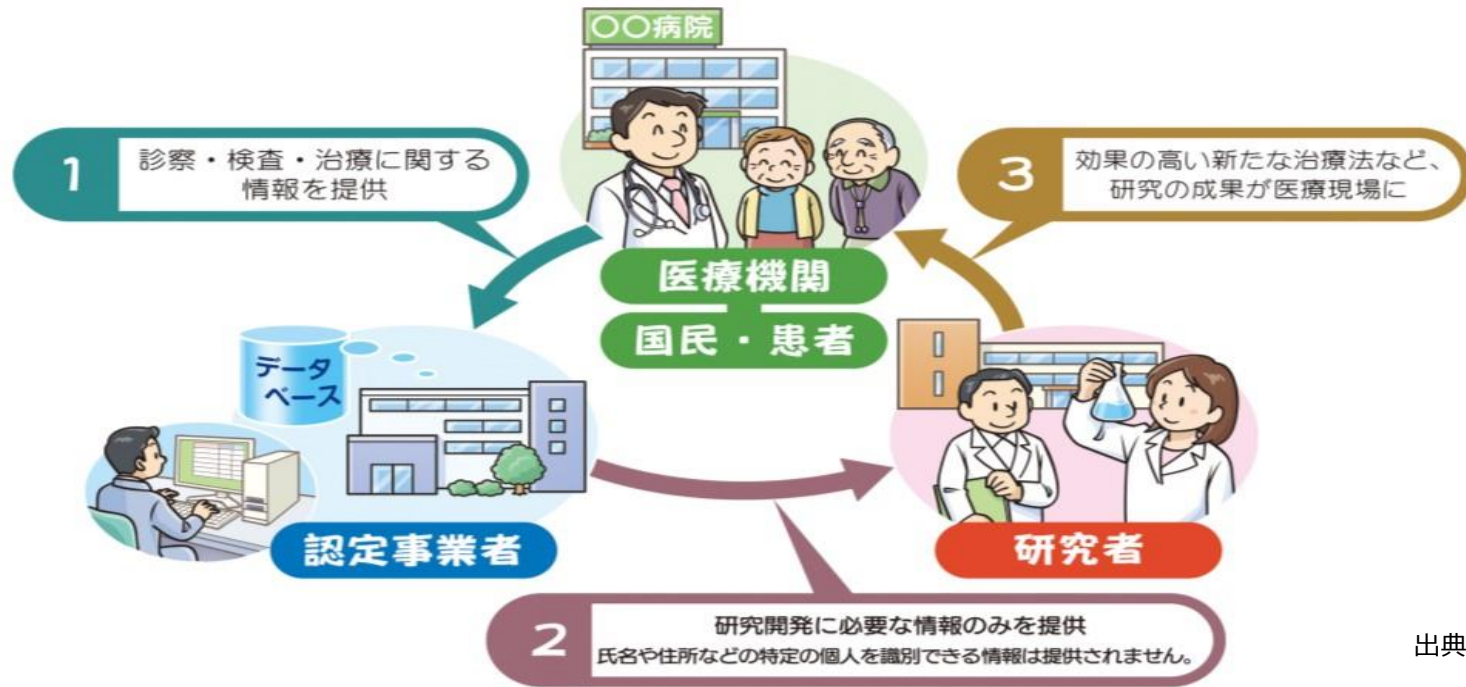 〇〇病院
1
診察・検査・治療に関する
情報を提供
3
効果の高い新たな治療法など、
研究の成果が医療現場に
医療機関
国民・患者
データ
ベース
認定事業者
研究者
2
研究開発に必要な情報のみを提供
氏名や住所などの特定の個人を識別できる情報は提供されません。
出典